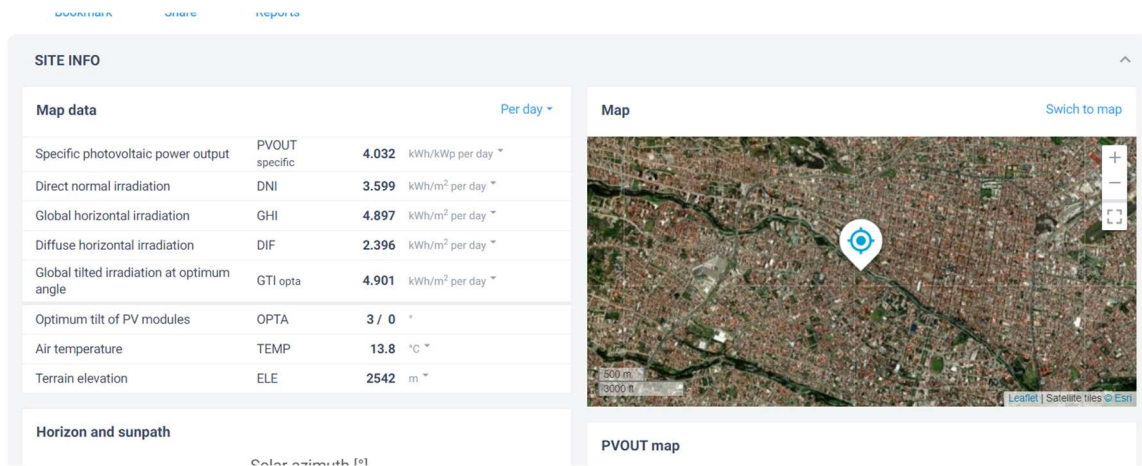 Bookmark Share Reports
SITE INFO
Map data Per day
Specific photovoltaic power output PVOUT specific 4.032 kWh/kWp per day
Direct normal irradiation DNI 3.599 kWh/m² per day
Global horizontal irradiation GHI 4.897 kWh/m² per day
Diffuse horizontal irradiation DIF 2.396 kWh/m² per day
Global tilted irradiation at optimum
angle GTI opta 4.901 kWh/m² per day
Optimum tilt of PV modules OPTA 3 / 0 °
Air temperature TEMP 13.8 °C
Terrain elevation ELE 2542 m
Horizon and sunpath
Solar azimuth [°]
Map Swich to map
500 m
3000 ft
Leaflet | Satellite tiles © Esri
PVOUT map